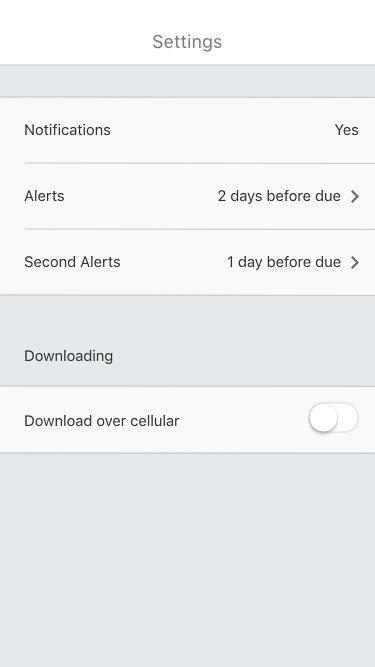 Settings
Notifications Yes
Alerts 2 days before due
Second Alerts 1 day before due
Downloading
Download over cellular